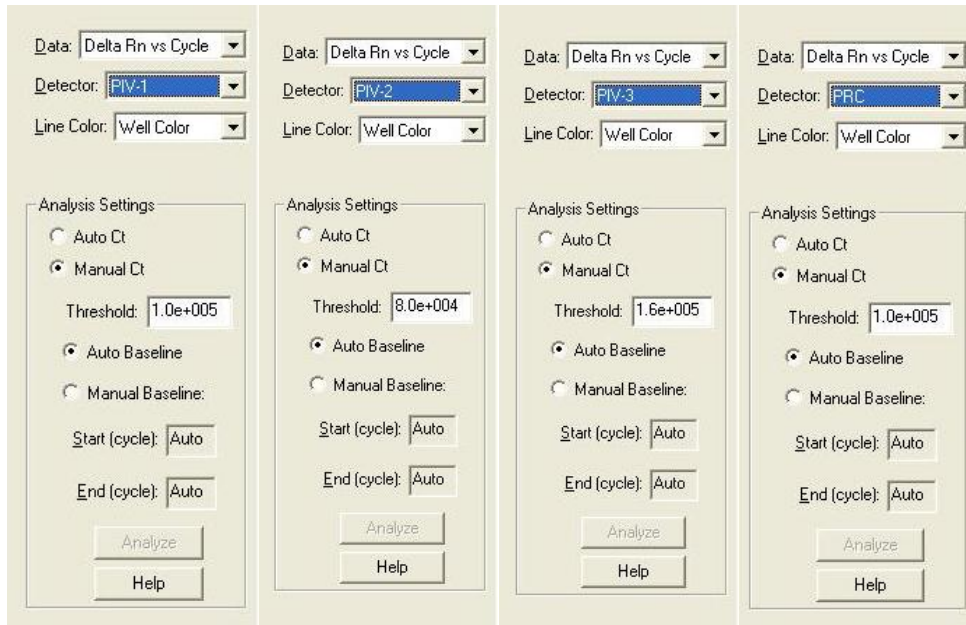 Data: Delta Rn vs Cycle
Detector: PIV-1
Line Color: Well Color
Analysis Settings
Auto Ct
Manual Ct
Threshold: 1.0e+005
Auto Baseline
Manual Baseline:
Start (cycle): Auto
End (cycle): Auto
Analyze
Help
Data: Delta Rn vs Cycle
Detector: PIV-2
Line Color: Well Color
Analysis Settings
Auto Ct
Manual Ct
Threshold: 8.0e+004
Auto Baseline
Manual Baseline:
Start (cycle): Auto
End (cycle): Auto
Analyze
Help
Data: Delta Rn vs Cycle
Detector: PIV-3
Line Color: Well Color
Analysis Settings
Auto Ct
Manual Ct
Threshold: 1.6e+005
Auto Baseline
Manual Baseline:
Start (cycle): Auto
End (cycle): Auto
Analyze
Help
Data: Delta Rn vs Cycle
Detector: PRC
Line Color: Well Color
Analysis Settings
Auto Ct
Manual Ct
Threshold: 1.0e+005
Auto Baseline
Manual Baseline:
Start (cycle): Auto
End (cycle): Auto
Analyze
Help